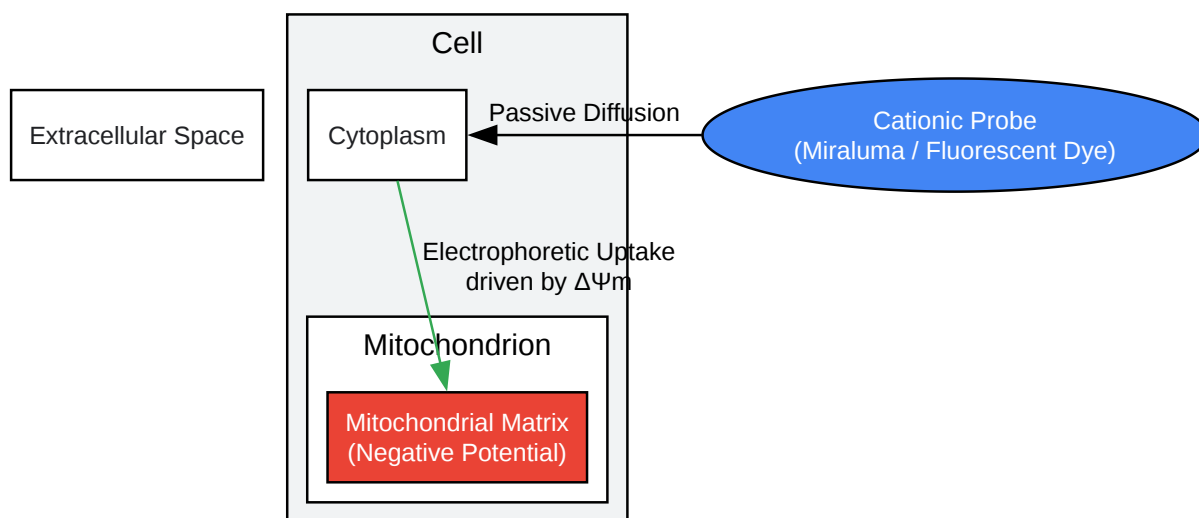 Cell
Extracellular Space
Cytoplasm
Passive Diffusion
Cationic Probe
(Miraluma / Fluorescent Dye)
Electrophoretic Uptake
driven by ΔΨm
Mitochondrion
Mitochondrial Matrix
(Negative Potential)